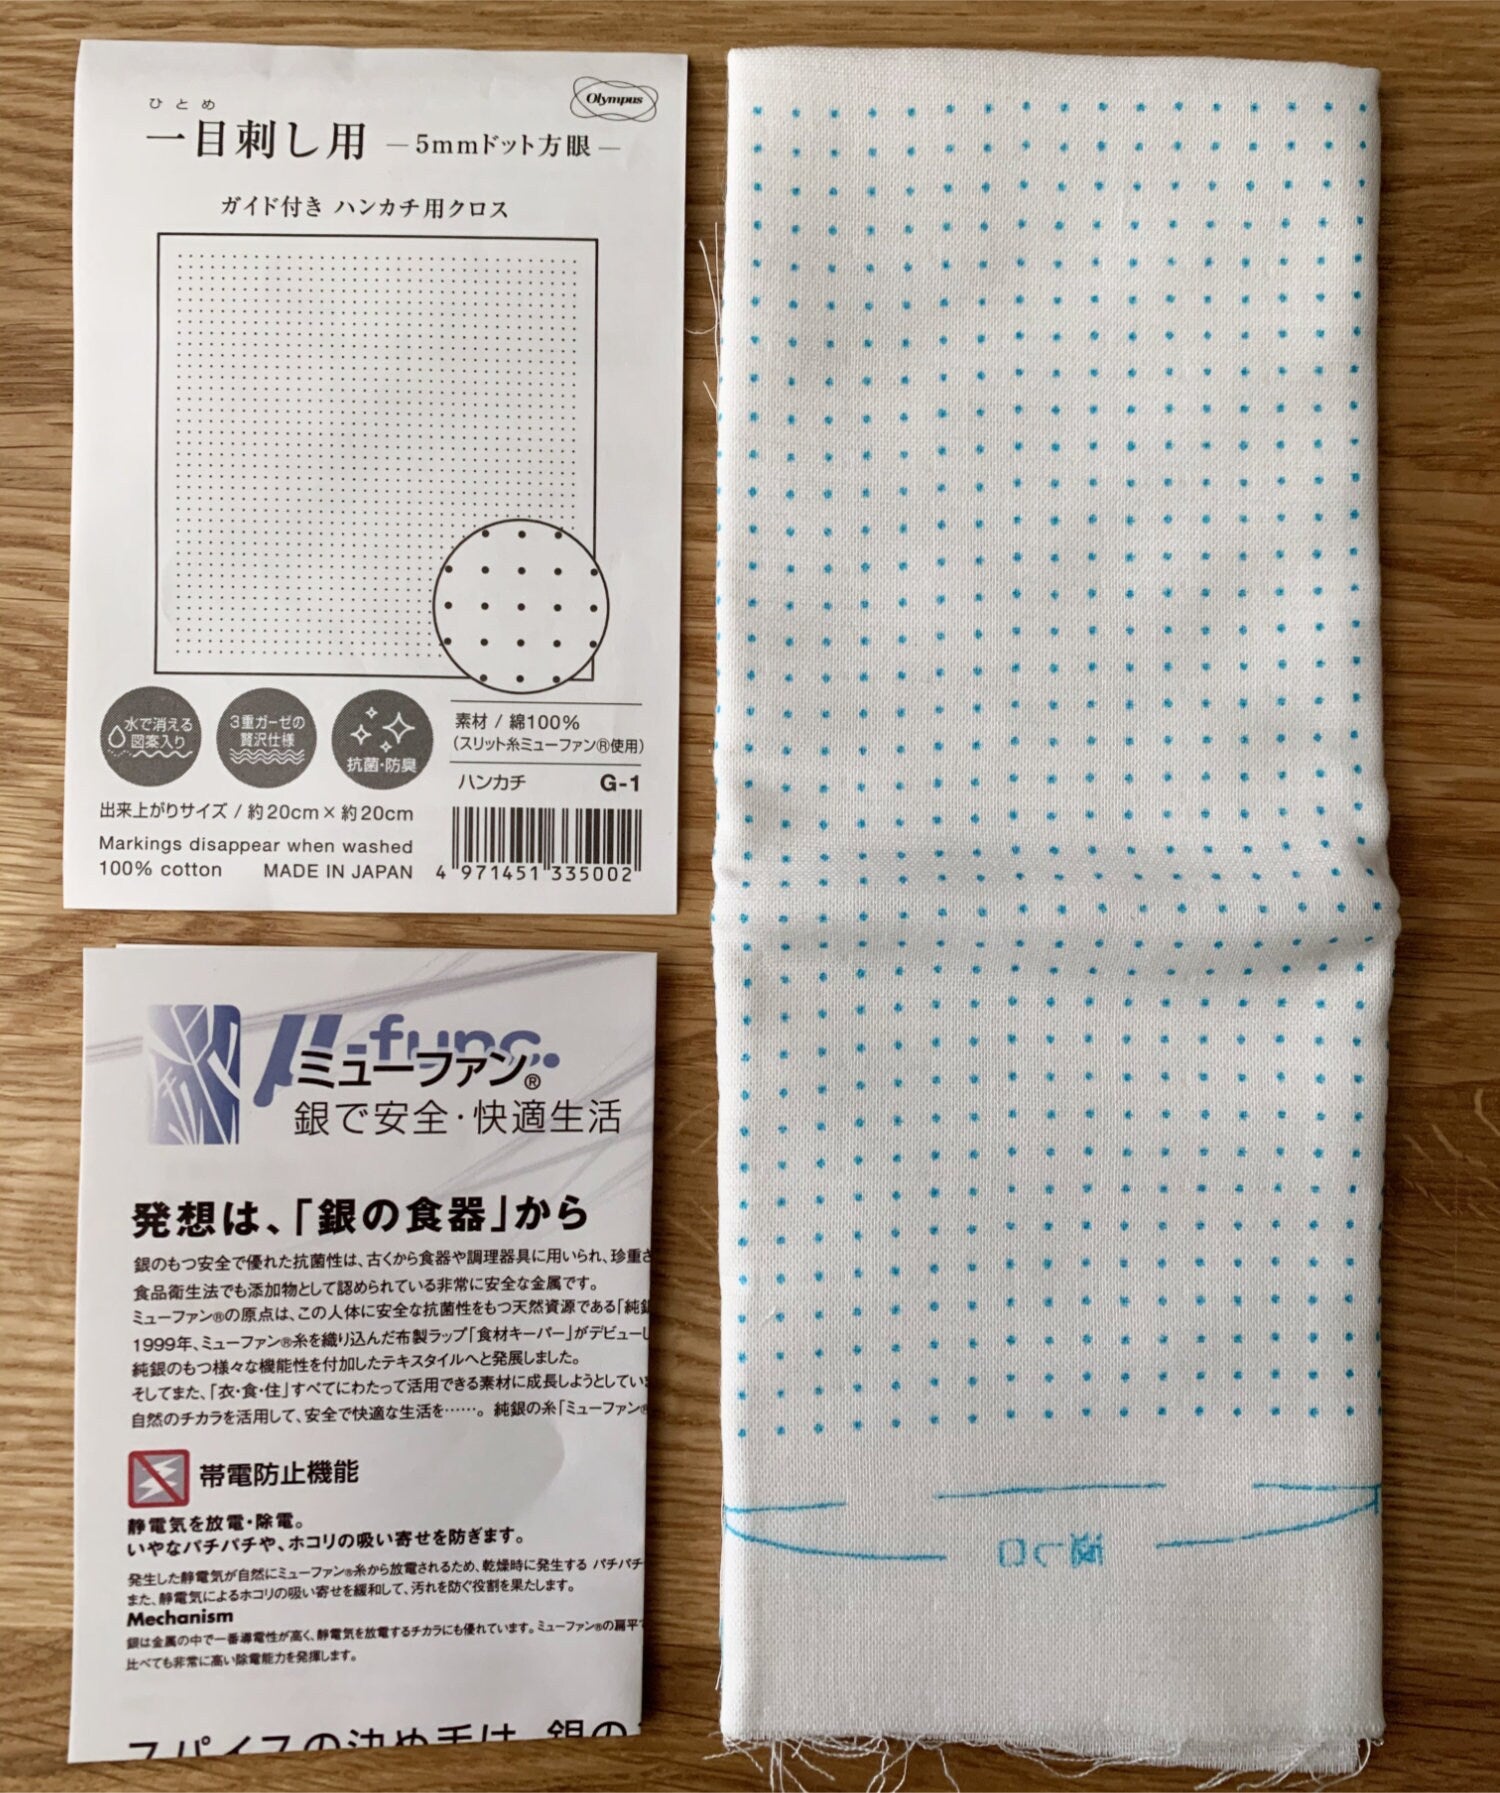 Olympus
ひとめ
一目刺し用 ―5mmドット方眼―
ガイド付き ハンカチ用クロス
水で消える
図案入り
3重ガーゼの
贅沢仕様
抗菌・防臭
素材 / 綿100%
(スリット糸ミューファン®使用)
ハンカチ G-1
出来上がりサイズ / 約20cm×約20cm
Markings disappear when washed
100% cotton MADE IN JAPAN
4 971451 335002
μ-func.
ミューファン®
銀で安全・快適生活
発想は、「銀の食器」から
銀のもつ安全で優れた抗菌性は、古くから食器や調理器具に用いられ、珍重さ
食品衛生法でも添加物として認められている非常に安全な金属です。
ミューファン®の原点は、この人体に安全な抗菌性をもつ天然資源である「純銀
1999年、ミューファン®糸を織り込んだ布製ラップ「食材キーパー」がデビューし
純銀のもつ様々な機能性を付加したテキスタイルへと発展しました。
そしてまた、「衣・食・住」すべてにわたって活用できる素材に成長しようとしてい
自然のチカラを活用して、安全で快適な生活を……。純銀の糸「ミューファン®
帯電防止機能
静電気を放電・除電。
いやなパチパチや、ホコリの吸い寄せを防ぎます。
発生した静電気が自然にミューファン®糸から放電されるため、乾燥時に発生する パチパチ
また、静電気によるホコリの吸い寄せを緩和して、汚れを防ぐ役割を果たします。
Mechanism
銀は金属の中で一番導電性が高く、静電気を放電するチカラにも優れています。ミューファン®の扁平
比べても非常に高い除電能力を発揮します。
スパイスの決め手は、銀の
返し口